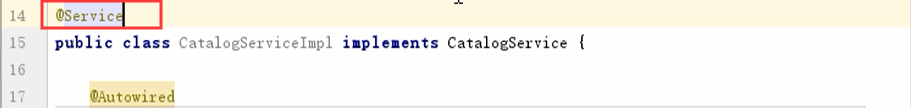 14 @Service
15 public class CatalogServiceImpl implements CatalogService {
16
17 @Autowired